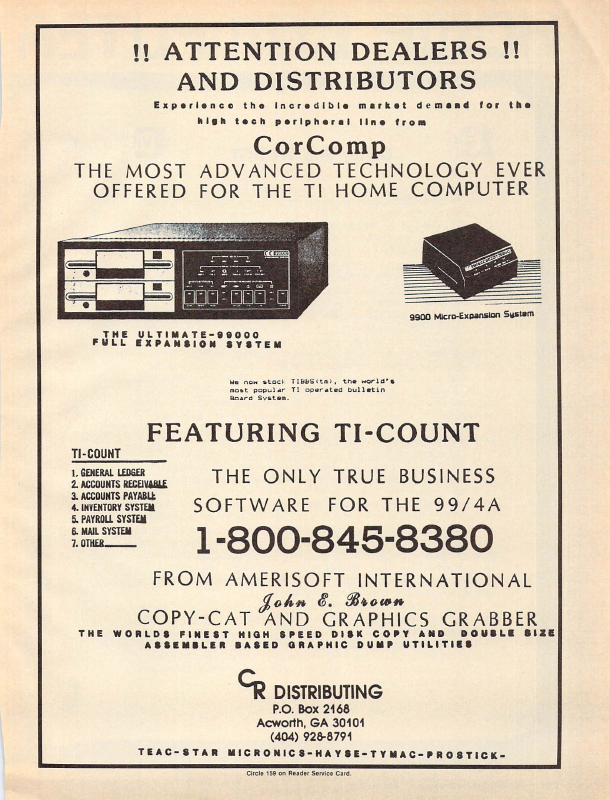 !! ATTENTION DEALERS !!
AND DISTRIBUTORS
Experience the incredible market demand for the
high tech peripheral line from
CorComp
THE MOST ADVANCED TECHNOLOGY EVER
OFFERED FOR THE TI HOME COMPUTER
9900 Micro-Expansion System
THE ULTIMATE-99000
FULL EXPANSION SYSTEM
We now stock TIBBS(tm), the world's
most popular TI operated bulletin
Board System.
FEATURING TI-COUNT
TI-COUNT
1. GENERAL LEDGER
2. ACCOUNTS RECEIVABLE
3. ACCOUNTS PAYABLE
4. INVENTORY SYSTEM
5. PAYROLL SYSTEM
6. MAIL SYSTEM
7. OTHER
THE ONLY TRUE BUSINESS
SOFTWARE FOR THE 99/4A
1-800-845-8380
FROM AMERISOFT INTERNATIONAL
John E. Brown
COPY-CAT AND GRAPHICS GRABBER
THE WORLDS FINEST HIGH SPEED DISK COPY AND DOUBLE SIZE
ASSEMBLER BASED GRAPHIC DUMP UTILITIES
CR DISTRIBUTING
P.O. Box 2168
Acworth, GA 30101
(404) 928-8791
TEAC-STAR MICRONICS-HAYSE-TYMAC-PROSTICK-
Circle 159 on Reader Service Card.